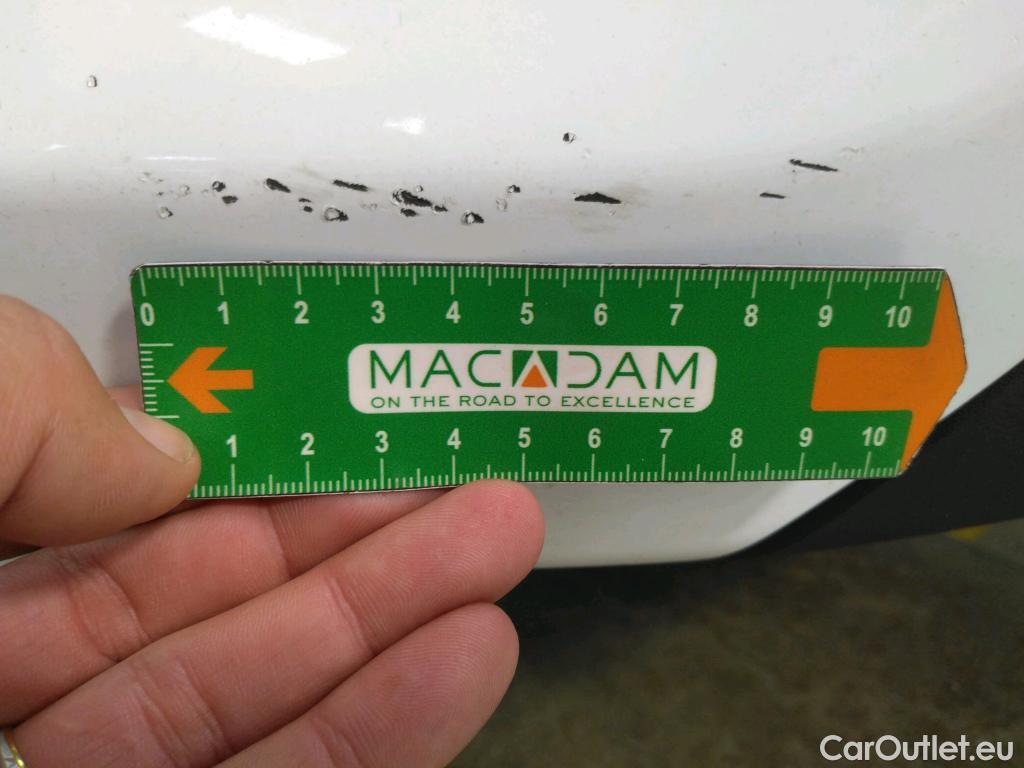 0 1 2 3 4 5 6 7 8 9 10
MACADAM
ON THE ROAD TO EXCELLENCE
1 2 3 4 5 6 7 8 9 10
CarOutlet.eu